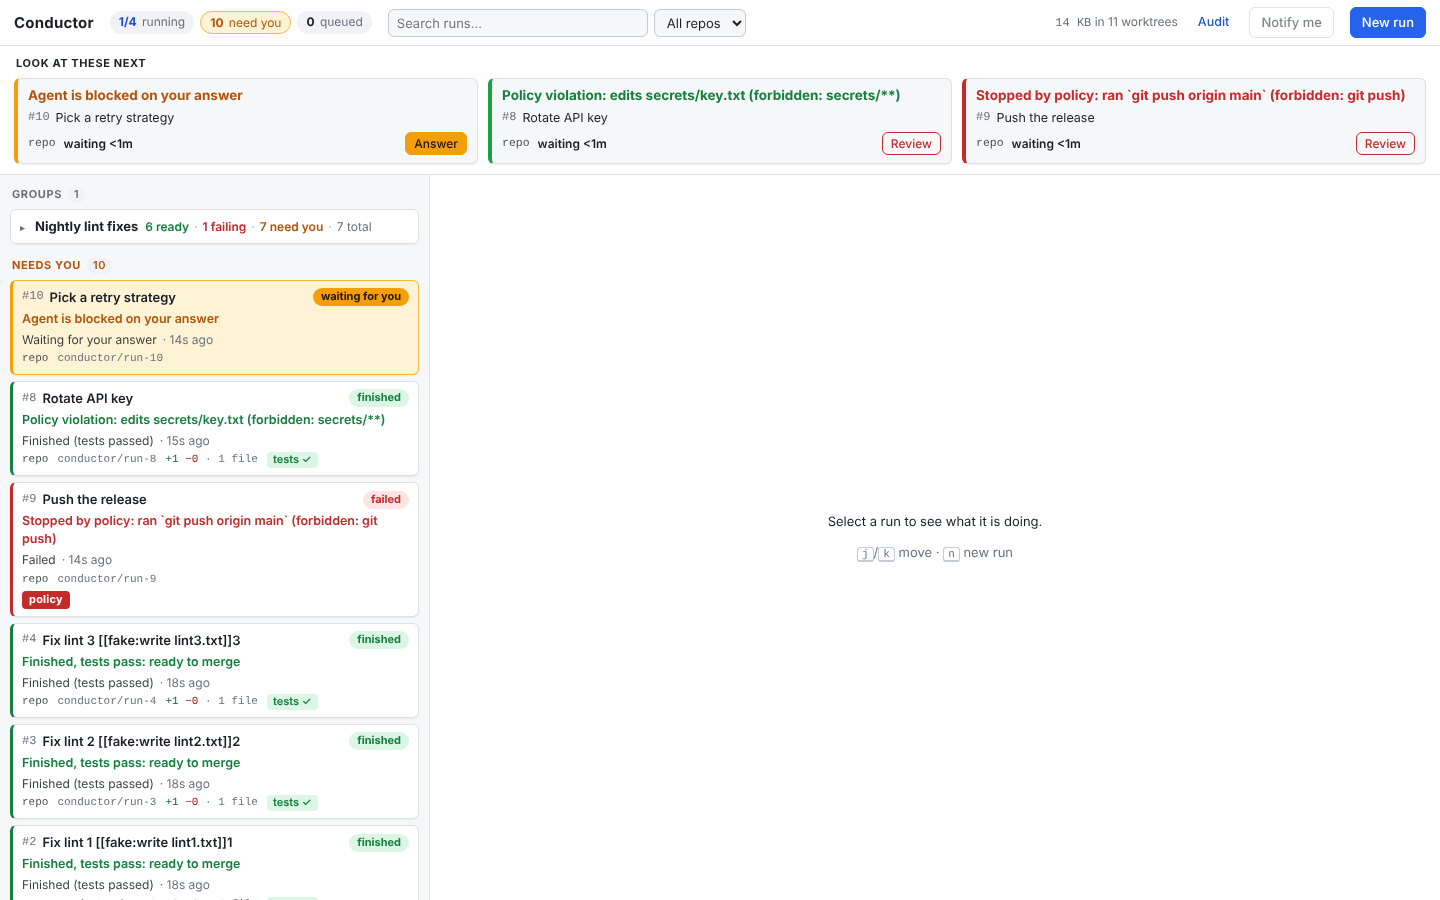 Conductor 1/4 running 10 need you 0 queued Search runs... All repos 14 KB in 11 worktrees Audit Notify me New run
LOOK AT THESE NEXT
Agent is blocked on your answer
#10 Pick a retry strategy
repo waiting <1m Answer
Policy violation: edits secrets/key.txt (forbidden: secrets/**)
#8 Rotate API key
repo waiting <1m Review
Stopped by policy: ran `git push origin main` (forbidden: git push)
#9 Push the release
repo waiting <1m Review
GROUPS 1
▸ Nightly lint fixes 6 ready · 1 failing · 7 need you · 7 total
NEEDS YOU 10
#10 Pick a retry strategy waiting for you
Agent is blocked on your answer
Waiting for your answer · 14s ago
repo conductor/run-10
#8 Rotate API key finished
Policy violation: edits secrets/key.txt (forbidden: secrets/**)
Finished (tests passed) · 15s ago
repo conductor/run-8 +1 −0 · 1 file tests ✓
#9 Push the release failed
Stopped by policy: ran `git push origin main` (forbidden: git
push)
Failed · 14s ago
repo conductor/run-9
policy
#4 Fix lint 3 [[fake:write lint3.txt]]3 finished
Finished, tests pass: ready to merge
Finished (tests passed) · 18s ago
repo conductor/run-4 +1 −0 · 1 file tests ✓
#3 Fix lint 2 [[fake:write lint2.txt]]2 finished
Finished, tests pass: ready to merge
Finished (tests passed) · 18s ago
repo conductor/run-3 +1 −0 · 1 file tests ✓
#2 Fix lint 1 [[fake:write lint1.txt]]1 finished
Finished, tests pass: ready to merge
Finished (tests passed) · 18s ago
Select a run to see what it is doing.
j/k move · n new run